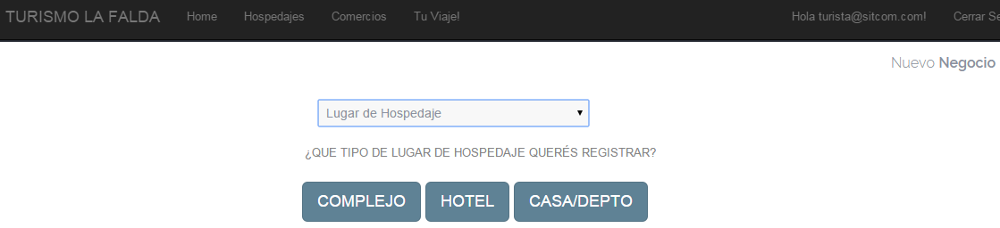 TURISMO LA FALDA Home Hospedajes Comercios Tu Viaje! Hola turista@sitcom.com! Cerrar
Nuevo Negocio
Lugar de Hospedaje
¿QUE TIPO DE LUGAR DE HOSPEDAJE QUERÉS REGISTRAR?
COMPLEJO HOTEL CASA/DEPTO